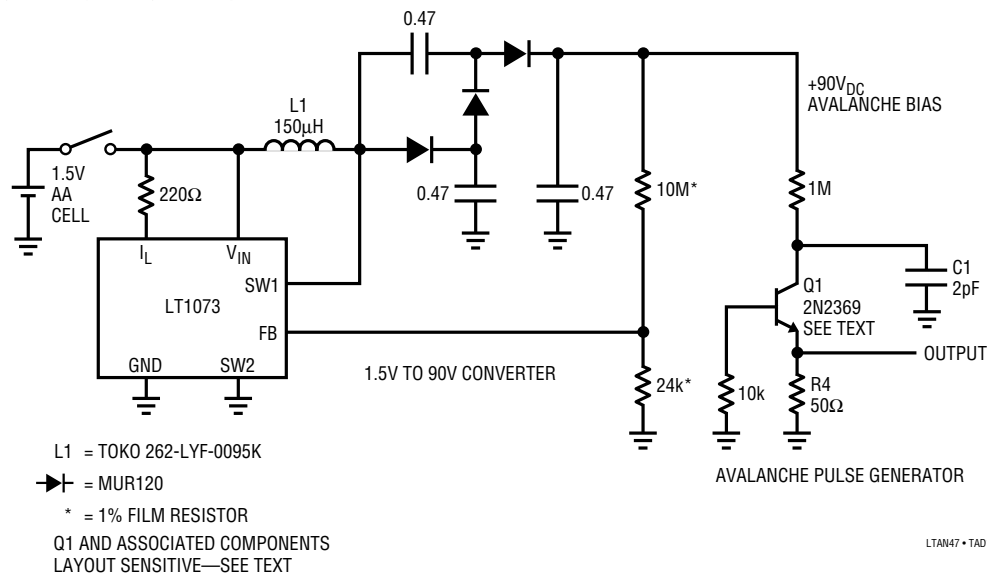 0.47
L1
150µH
+90VDC
AVALANCHE BIAS
1.5V
AA
CELL
220Ω
0.47
0.47
10M*
1M
IL
VIN
SW1
LT1073
FB
GND
SW2
C1
2pF
Q1
2N2369
SEE TEXT
OUTPUT
1.5V TO 90V CONVERTER
24k*
10k
R4
50Ω
AVALANCHE PULSE GENERATOR
L1 = TOKO 262-LYF-0095K
= MUR120
* = 1% FILM RESISTOR
Q1 AND ASSOCIATED COMPONENTS
LAYOUT SENSITIVE—SEE TEXT
LTAN47 • TAD